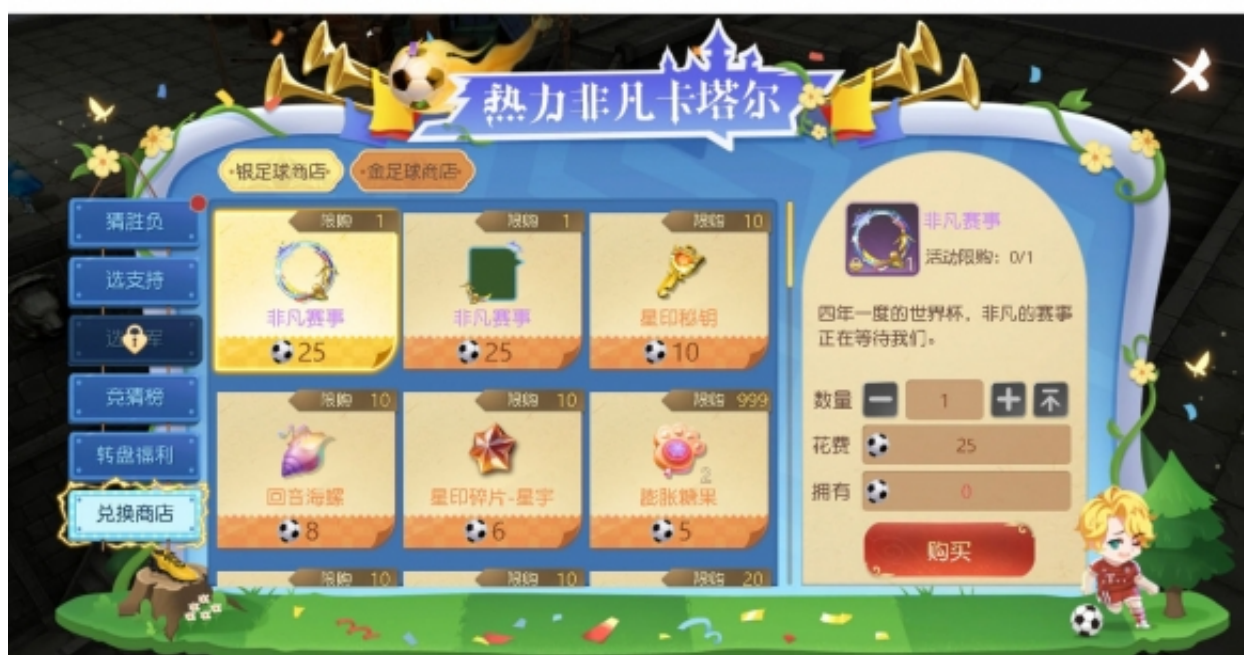 热力非凡卡塔尔
银足球商店
金足球商店
猜胜负
选支持
竞猜榜
转盘福利
兑换商店
限购 1
非凡赛事
25
限购 1
非凡赛事
25
限购 10
星印秘钥
10
限购 10
回音海螺
8
限购 10
星印碎片-星宇
6
限购 999
膨胀糖果
5
限购 10
限购 10
限购 20
1
非凡赛事
活动限购：0/1
四年一度的世界杯，非凡的赛事
正在等待我们。
数量
1
花费
25
拥有
0
购买